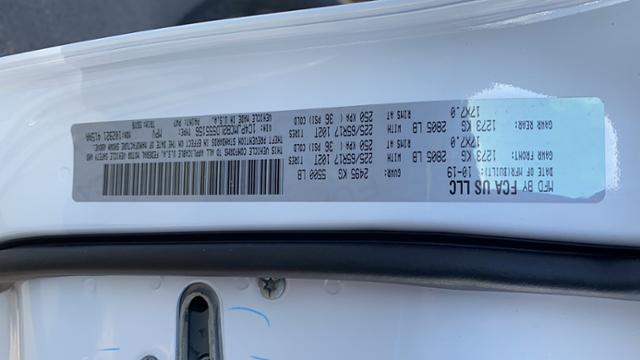 MFD BY FCA US LLC
DATE OF MFR(BUILT): 10-19 GVWR: 2495 KG 5500 LB
GAWR FRONT: 1273 KG 2805 LB WITH 225/65R17 102T TIRES
17X7.0 RIMS AT 250 KPA( 36 PSI) COLD
GAWR REAR: 1273 KG 2805 LB WITH 225/65R17 102T TIRES
17X7.0 RIMS AT 250 KPA( 36 PSI) COLD
THIS VEHICLE CONFORMS TO ALL APPLICABLE U.S.A. FEDERAL MOTOR VEHICLE SAFETY AND
THEFT PREVENTION STANDARDS IN EFFECT ON THE DATE OF MANUFACTURE SHOWN ABOVE.
VIN: TYPE: MPV MDH:
VEHICLE MADE IN U.S.A. PAINT: TRIM: